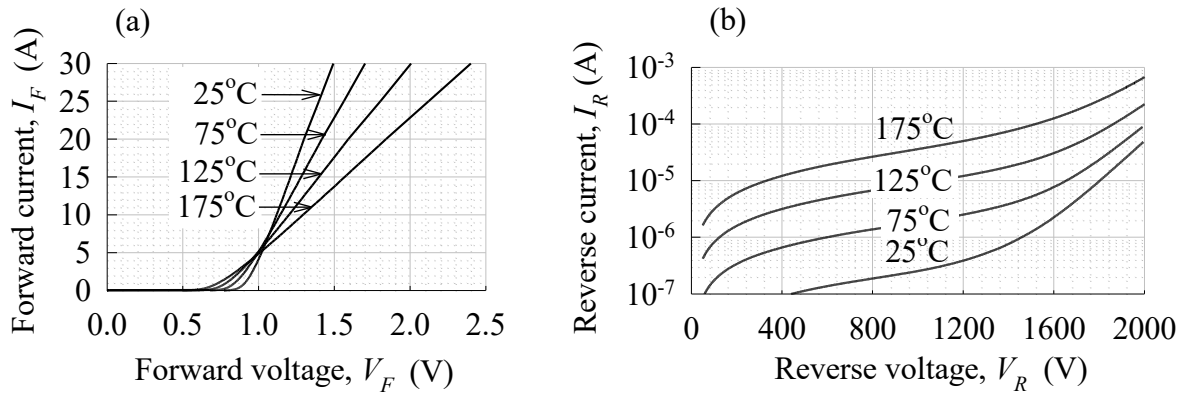 (a)
Forward current, I_F (A)
30
25
20
15
10
5
0
25°C
75°C
125°C
175°C
0.0 0.5 1.0 1.5 2.0 2.5
Forward voltage, V_F (V)
(b)
Reverse current, I_R (A)
10⁻³
10⁻⁴
10⁻⁵
10⁻⁶
10⁻⁷
175°C
125°C
75°C
25°C
0 400 800 1200 1600 2000
Reverse voltage, V_R (V)